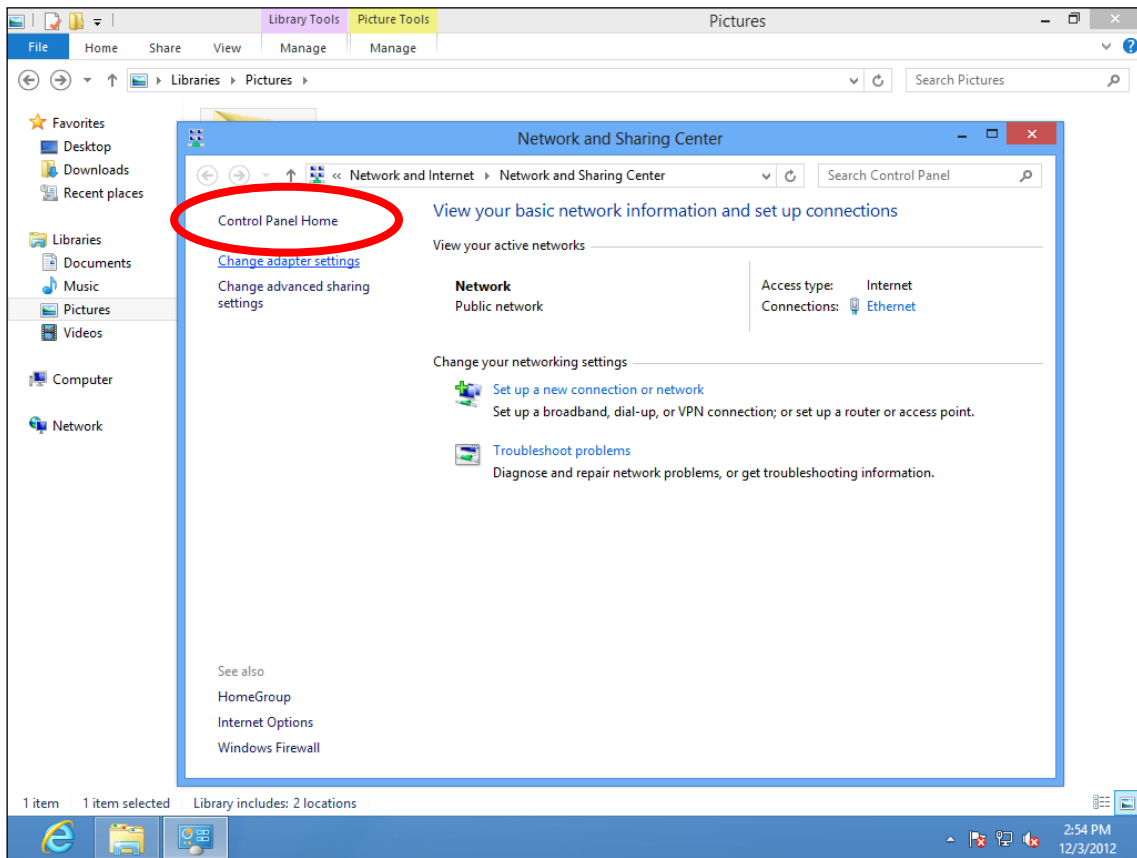 Library Tools Picture Tools Pictures
File Home Share View Manage Manage
Libraries Pictures Search Pictures
Favorites
Desktop
Downloads
Recent places
Libraries
Documents
Music
Pictures
Videos
Computer
Network
Network and Sharing Center
« Network and Internet Network and Sharing Center Search Control Panel
Control Panel Home
Change adapter settings
Change advanced sharing
settings
See also
HomeGroup
Internet Options
Windows Firewall
View your basic network information and set up connections
View your active networks
Network
Public network
Access type: Internet
Connections: Ethernet
Change your networking settings
Set up a new connection or network
Set up a broadband, dial-up, or VPN connection; or set up a router or access point.
Troubleshoot problems
Diagnose and repair network problems, or get troubleshooting information.
1 item 1 item selected Library includes: 2 locations
2:54 PM
12/3/2012